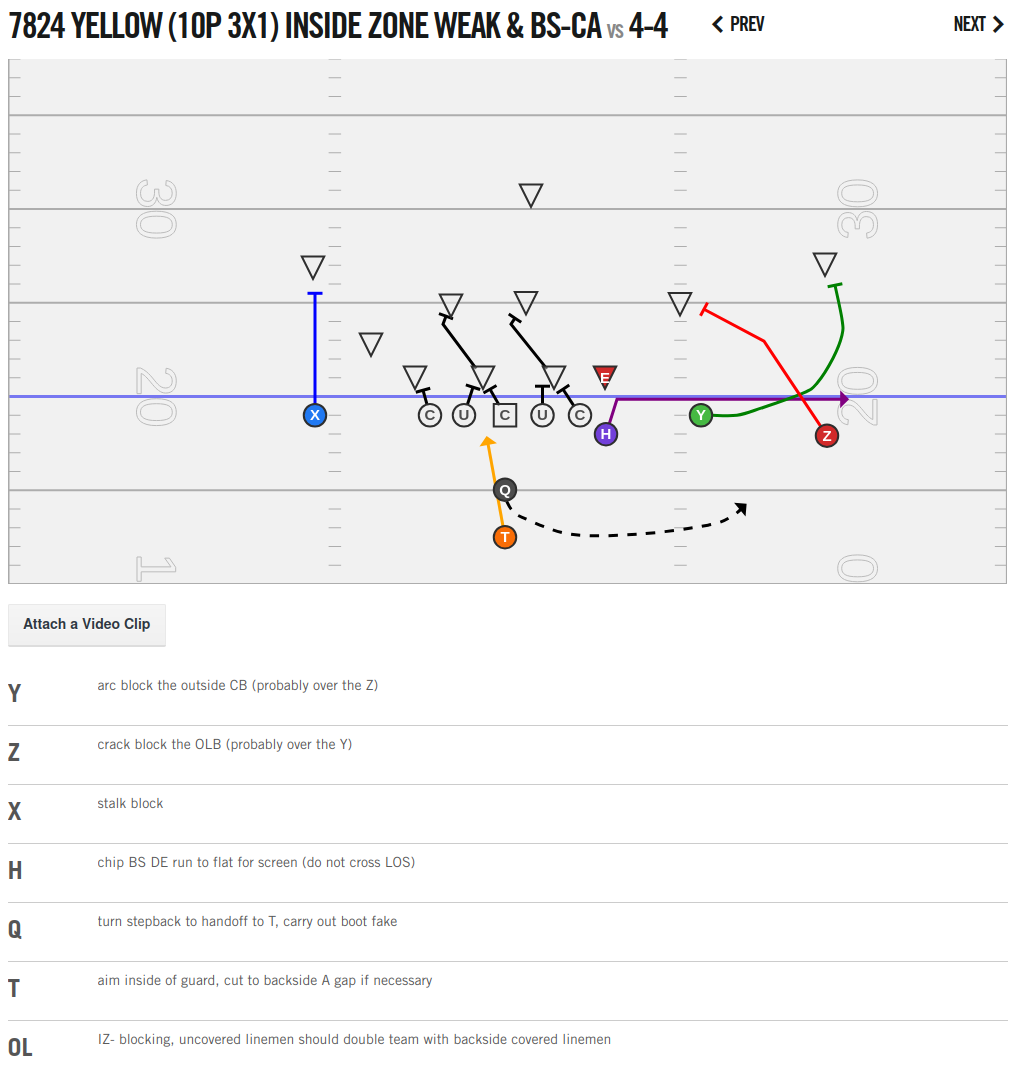 7824 YELLOW (10P 3X1) INSIDE ZONE WEAK & BS-CA vs 4-4
PREV
NEXT
30
30
20
20
1
0
E
X
C
U
C
U
C
H
Y
Z
Q
T
Attach a Video Clip
Y arc block the outside CB (probably over the Z)
Z crack block the OLB (probably over the Y)
X stalk block
H chip BS DE run to flat for screen (do not cross LOS)
Q turn stepback to handoff to T, carry out boot fake
T aim inside of guard, cut to backside A gap if necessary
OL IZ- blocking, uncovered linemen should double team with backside covered linemen